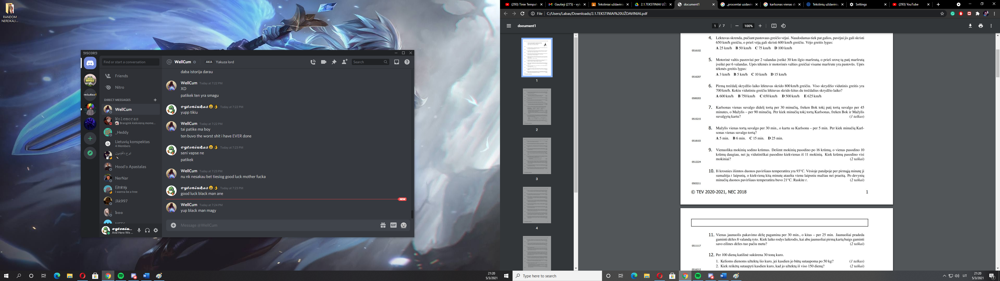 RANDOM
NEREIKALI...
DISCORD
Find or start a conversation
Friends
Nitro
DIRECT MESSAGES
WellCum
Wolemoras
Brangink kiekvieną mome...
_Heddy
Lietuvių konspektas
4 Members
Hood'o Apastalas
NerNar
Emmy
I wanna be a tree
Jλk997
boo
vyteniu...
And Here We ...
WellCum
AKA Yakuza lord
Search
daba istorija darau
WellCum Today at 7:22 PM
XD
patikek ten yra smagu
vyteniukas😁👌 Today at 7:22 PM
yupp tikiu
WellCum Today at 7:22 PM
tai patike ma boy
ten buvo the worst shit i have EVER done
vyteniukas😁👌 Today at 7:23 PM
seni vapse ne
patikek
WellCum Today at 7:23 PM
nu nk nesakau bet tiesiog good luck mother fucka
vyteniukas😁👌 Today at 7:23 PM
good luck black man ane
NEW
WellCum Today at 7:24 PM
yup black man magy
Message @WellCum
GIF
21:20
5/3/2021
(293) Tinie Tempah
Gautieji (275) - vyte
Tekstiniai uždavinia
2.1.TEKSTINIAI UŽD
document1
„procentai uzdavin
karlsonas vienas di
Tekstinių uždavinių
Settings
(293) YouTube
File C:/Users/Labas/Downloads/2.1.TEKSTINIAI%20UŽDAVINIAI.pdf
document1
1 / 7
100%
1
2
3
4
4. Lėktuvas skrenda, pučiant pastovaus greičio vėjui. Naudodamas tiek pat galios, pavėjui jis gali skristi
650 km/h greičiu, o prieš vėją gali skristi 600 km/h greičiu. Vėjo greitis lygus:
A 25 km/h B 50 km/h C 75 km/h D 100 km/h
0516102
5. Motorinė valtis pasroviui per 2 valandas įveikė 30 km ilgio maršrutą, o prieš srovę tą patį maršrutą
įveikė per 6 valandas. Upės tėkmės ir motorinės valties greičiai visame maršrute yra pastovūs. Upės
tėkmės greitis lygus:
A 3 km/h B 5 km/h C 10 km/h D 15 km/h
0516207
6. Pirmą trečdalį skrydžio laiko lėktuvas skrido 800 km/h greičiu. Viso skrydžio vidutinis greitis yra
700 km/h. Kokiu vidutiniu greičiu lėktuvas skrido kitus du trečdalius skrydžio laiko?
A 600 km/h B 750 km/h C 650 km/h D 500 km/h E 625 km/h
0500203
7. Karlsonas vienas suvalgo didelį tortą per 30 minučių, freken Bok tokį patį tortą suvalgo per 45
minutes, o Mažylis – per 90 minučių. Per kiek minučių tokį tortą Karlsonas, freken Bok ir Mažylis
suvalgytų kartu? (1 taškas)
0515215
8. Mažylis vienas tortą suvalgo per 30 min., o kartu su Karlsonu – per 5 min. Per kiek minučių Karl-
sonas vienas suvalgo tortą?
A 5 min. B 6 min. C 15 min. D 25 min.
0518103
9. Vienuolika mokinių sodino krūmus. Dešimt mokinių pasodino po 16 krūmų, o vienas pasodino 10
krūmų daugiau, nei jų vidutiniškai pasodino kiekvienas iš 11 mokinių. Kiek krūmų pasodino visi
mokiniai? (2 taškai)
0512224
10. Iš krosnies išimtos duonos paviršiaus temperatūra yra 93°C. Vėsioje patalpoje per pirmąją minutę ji
sumažėja t laipsnių, o kiekvieną kitą minutę ataušta vienu laipsniu mažiau nei praeitą. Po devynių
minučių duonos paviršiaus temperatūra buvo 21°C. Raskite t. (2 taškai)
0503211
© TEV 2020-2021, NEC 2018 1
11. Vienas jaunuolis pakavimo dėžę pagamina per 30 min., o kitas – per 25 min. Jaunuoliai pradeda
gaminti dėžes 8 valandą ryto. Kiek laiko rodys laikrodis, kai abu jaunuoliai pirmą kartą baigs gaminti
savo eilines dėžes tuo pačiu metu? (2 taškai)
0511117
12. Per 100 dienų katilinė sukūrena 30 tonų kuro.
1. Kelioms dienoms užtektų šio kuro, jei kasdien jo būtų sutaupoma po 50 kg? (1 taškas)
2. Kiek reikėtų sutaupyti kasdien kuro, kad jo užtektų iš viso 150 dienų? (2 taškai)
0516212
Type here to search
LIT
21:20
5/3/2021